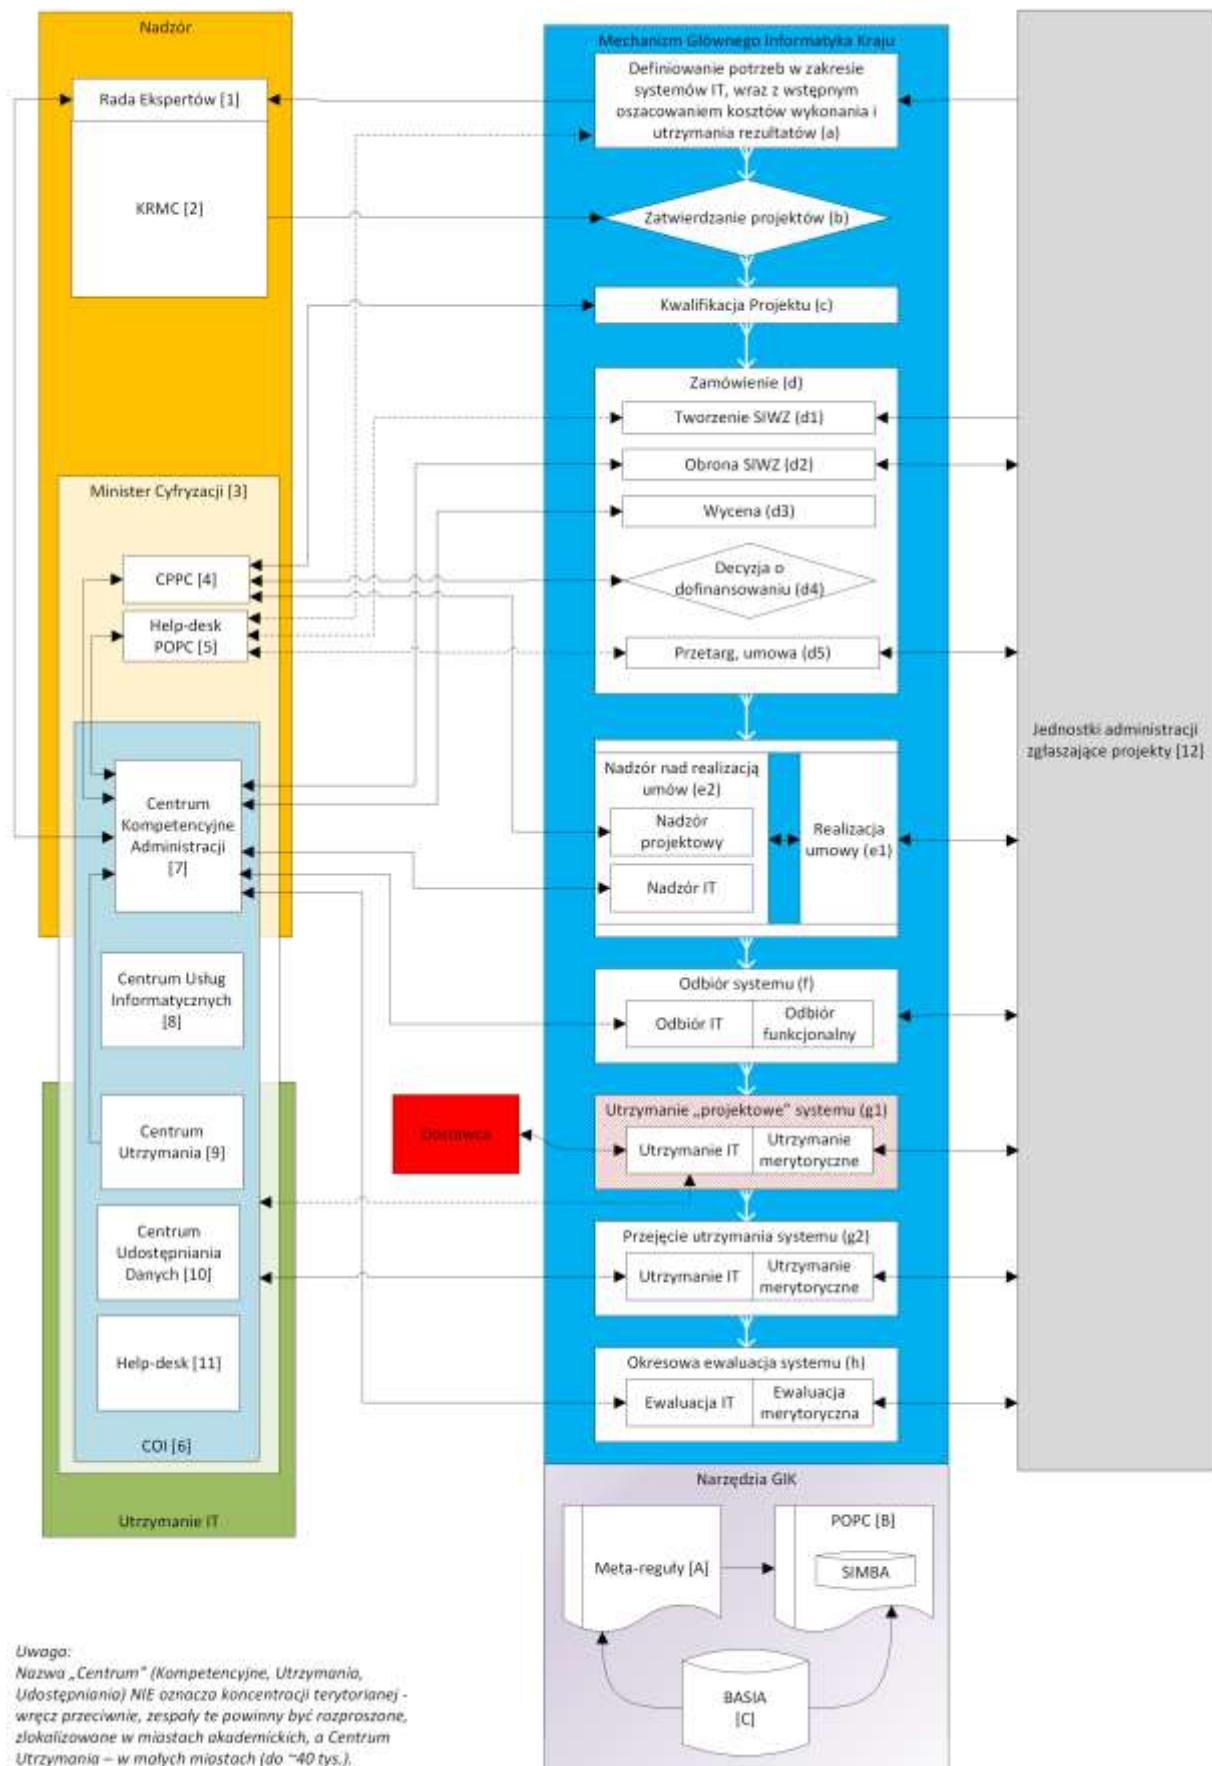 Nadzór
Rada Ekspertów [1]
KRMC [2]
Minister Cyfryzacji [3]
CPPC [4]
Help-desk
POPC [5]
Centrum
Kompetencyjne
Administracji
[7]
Centrum Usług
Informatycznych
[8]
Centrum
Utrzymania [9]
Centrum
Udostępniania
Danych [10]
Help-desk [11]
COI [6]
Utrzymanie IT
Dostawca
Mechanizm Głównego Informatyka Kraju
Definiowanie potrzeb w zakresie
systemów IT, wraz z wstępnym
oszacowaniem kosztów wykonania i
utrzymania rezultatów (a)
Zatwierdzanie projektów (b)
Kwalifikacja Projektu (c)
Zamówienie (d)
Tworzenie SIWZ (d1)
Obrona SIWZ (d2)
Wycena (d3)
Decyzja o
dofinansowaniu (d4)
Przetarg, umowa (d5)
Nadzór nad realizacją
umów (e2)
Nadzór
projektowy
Nadzór IT
Realizacja
umowy (e1)
Odbiór systemu (f)
Odbiór IT
Odbiór
funkcjonalny
Utrzymanie „projektowe” systemu (g1)
Utrzymanie IT
Utrzymanie
merytoryczne
Przejęcie utrzymania systemu (g2)
Utrzymanie IT
Utrzymanie
merytoryczne
Okresowa ewaluacja systemu (h)
Ewaluacja IT
Ewaluacja
merytoryczna
Narzędzia GIK
Meta-reguły [A]
POPC [B]
SIMBA
BASIA
[C]
Jednostki administracji
zgłaszające projekty [12]
Uwaga:
Nazwa „Centrum” (Kompetencyjne, Utrzymania,
Udostępniania) NIE oznacza koncentracji terytorianej -
wręcz przeciwnie, zespoły te powinny być rozproszone,
zlokalizowane w miastach akademickich, a Centrum
Utrzymania – w małych miastach (do ~40 tys.).